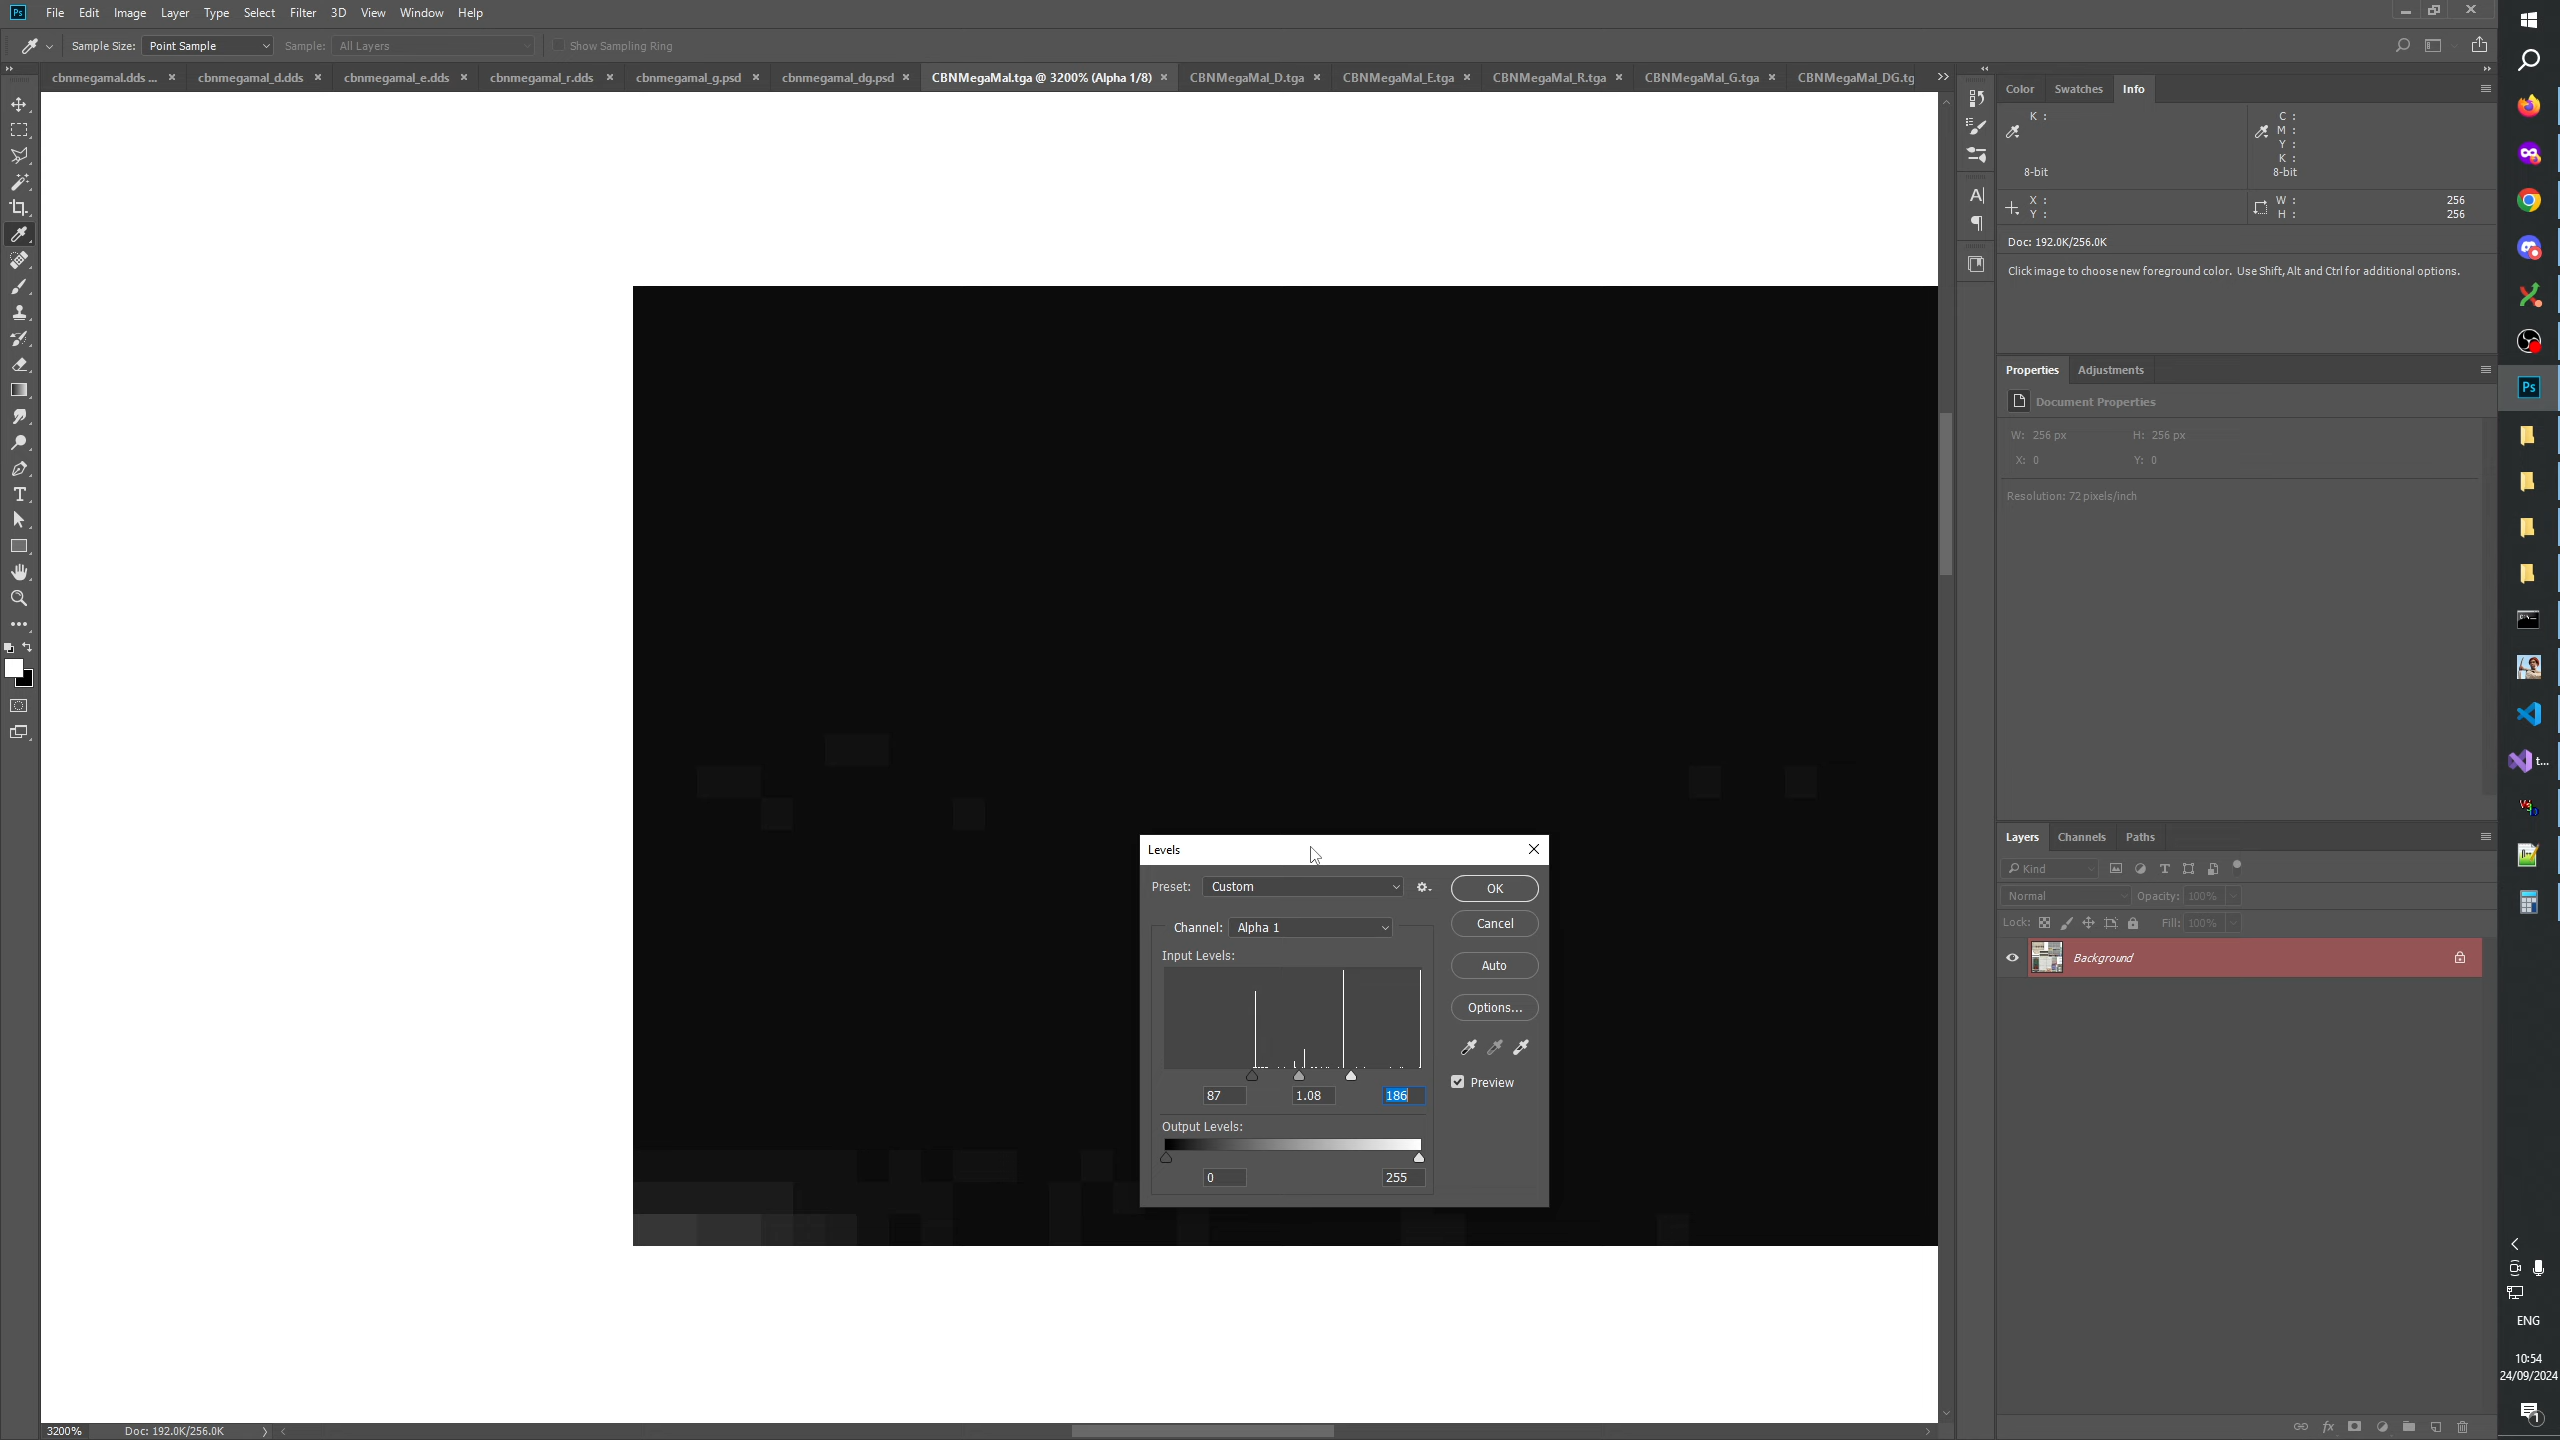 Ps File Edit Image Layer Type Select Filter 3D View Window Help
Sample Size: Point Sample Sample: All Layers Show Sampling Ring
cbnmegamal.dds ... cbnmegamal_d.dds cbnmegamal_e.dds cbnmegamal_r.dds cbnmegamal_g.psd cbnmegamal_dg.psd CBNMegaMal.tga @ 3200% (Alpha 1/8) CBNMegaMal_D.tga CBNMegaMal_E.tga CBNMegaMal_R.tga CBNMegaMal_G.tga CBNMegaMal_DG.tg
Color Swatches Info
K :
8-bit
C :
M :
Y :
K :
8-bit
X :
Y :
W : 256
H : 256
Doc: 192.0K/256.0K
Click image to choose new foreground color. Use Shift, Alt and Ctrl for additional options.
Properties Adjustments
Document Properties
W: 256 px H: 256 px
X: 0 Y: 0
Resolution: 72 pixels/inch
Layers Channels Paths
Kind
Normal Opacity: 100%
Lock: Fill: 100%
Background
Levels
Preset: Custom
OK
Channel: Alpha 1
Cancel
Input Levels:
Auto
Options...
Preview
87 1.08 186
Output Levels:
0 255
3200% Doc: 192.0K/256.0K
Ps
t...
ENG
10:54
24/09/2024
1